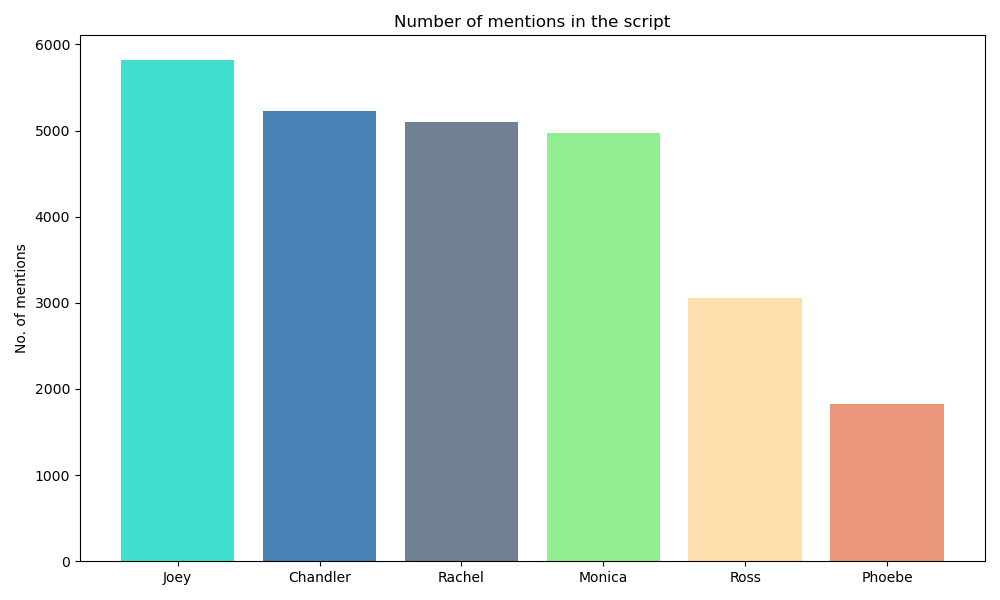 Number of mentions in the script
No. of mentions
6000
5000
4000
3000
2000
1000
0
Joey Chandler Rachel Monica Ross Phoebe